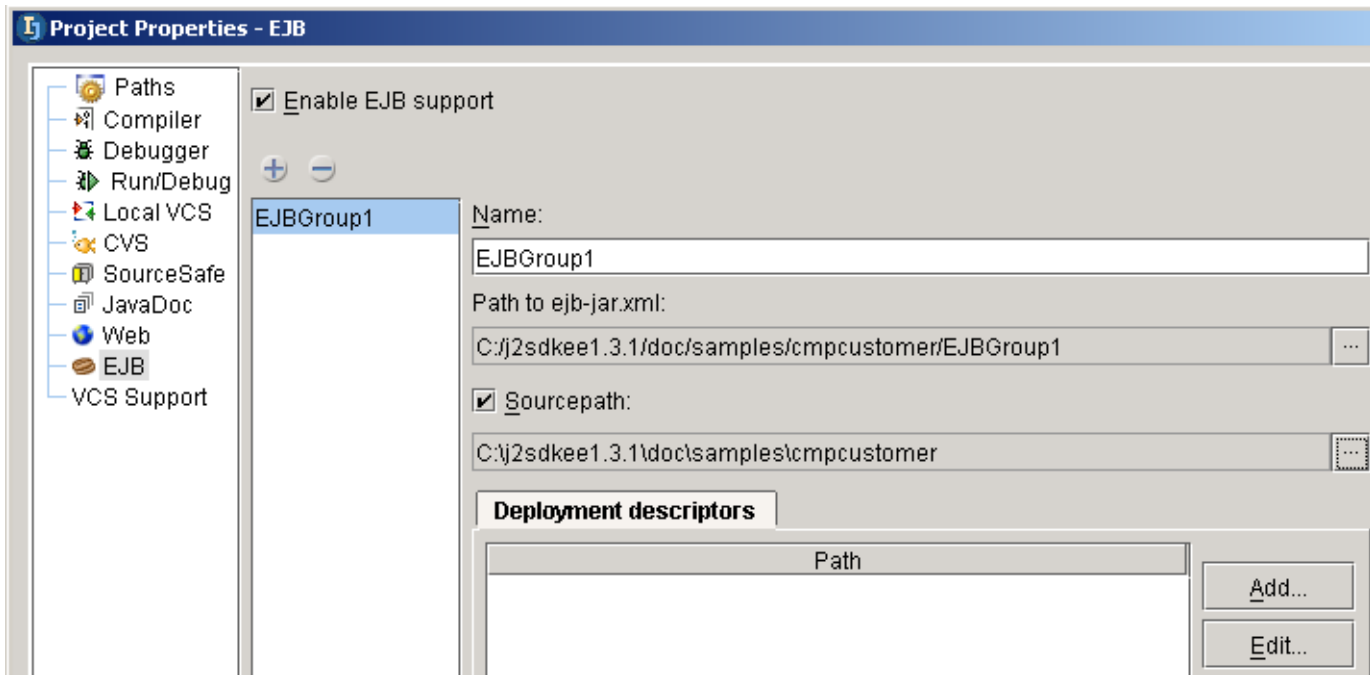 Project Properties - EJB
Paths
Compiler
Debugger
Run/Debug
Local VCS
CVS
SourceSafe
JavaDoc
Web
EJB
VCS Support
Enable EJB support
EJBGroup1
Name:
EJBGroup1
Path to ejb-jar.xml:
C:/j2sdkee1.3.1/doc/samples/cmpcustomer/EJBGroup1
...
Sourcepath:
C:\j2sdkee1.3.1\doc\samples\cmpcustomer
...
Deployment descriptors
Path
Add...
Edit...